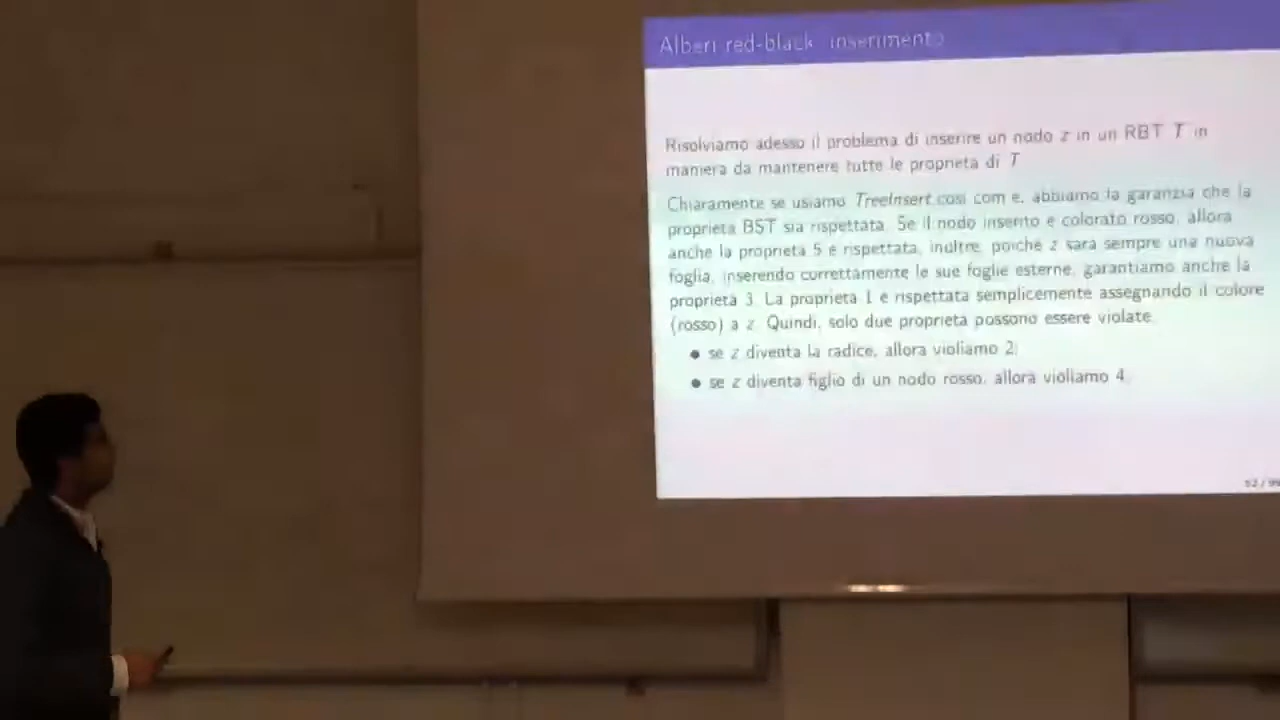 Alberi red-black: inserimento
Risolviamo adesso il problema di inserire un nodo z in un RBT T in
maniera da mantenere tutte le proprietà di T.
Chiaramente se usiamo TreeInsert così com'è, abbiamo la garanzia che la
proprietà BST sia rispettata. Se il nodo inserito è colorato rosso, allora
anche la proprietà 5 è rispettata, inoltre, poiché z sarà sempre una nuova
foglia, inserendo correttamente le sue foglie esterne, garantiamo anche la
proprietà 3. La proprietà 1 è rispettata semplicemente assegnando il colore
(rosso) a z. Quindi, solo due proprietà possono essere violate:
• se z diventa la radice, allora violiamo 2;
• se z diventa figlio di un nodo rosso, allora violiamo 4.